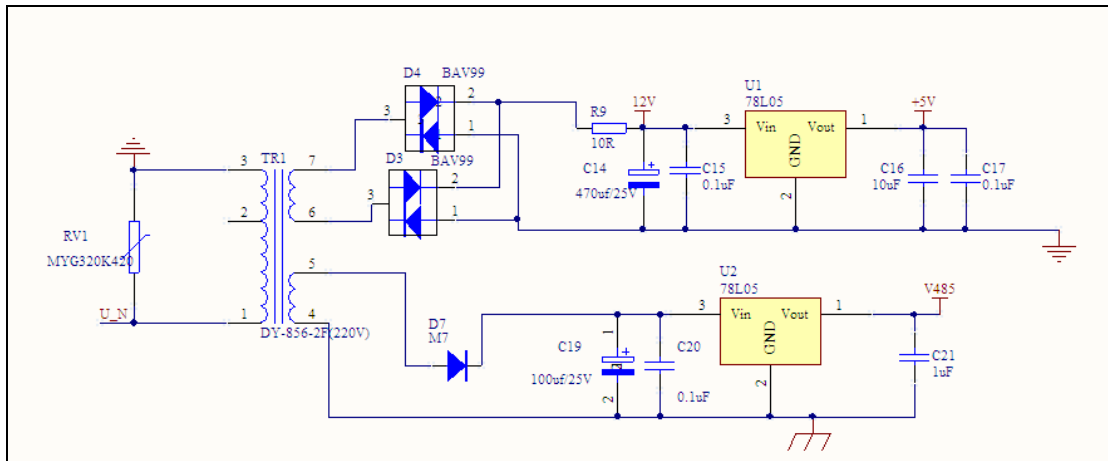 D4 BAV99
3
2
1
D3 BAV99
3
2
1
R9
10R
12V
C14
470uf/25V
C15
0.1uF
U1
78L05
3
Vin
Vout
1
GND
2
+5V
C16
10uF
C17
0.1uF
3
TR1
7
2
6
RV1
MYG320K420
5
U_N
1
4
DY-856-2F(220V)
D7
M7
C19
100uf/25V
1
2
C20
0.1uF
U2
78L05
3
Vin
Vout
1
GND
2
V485
C21
1uF